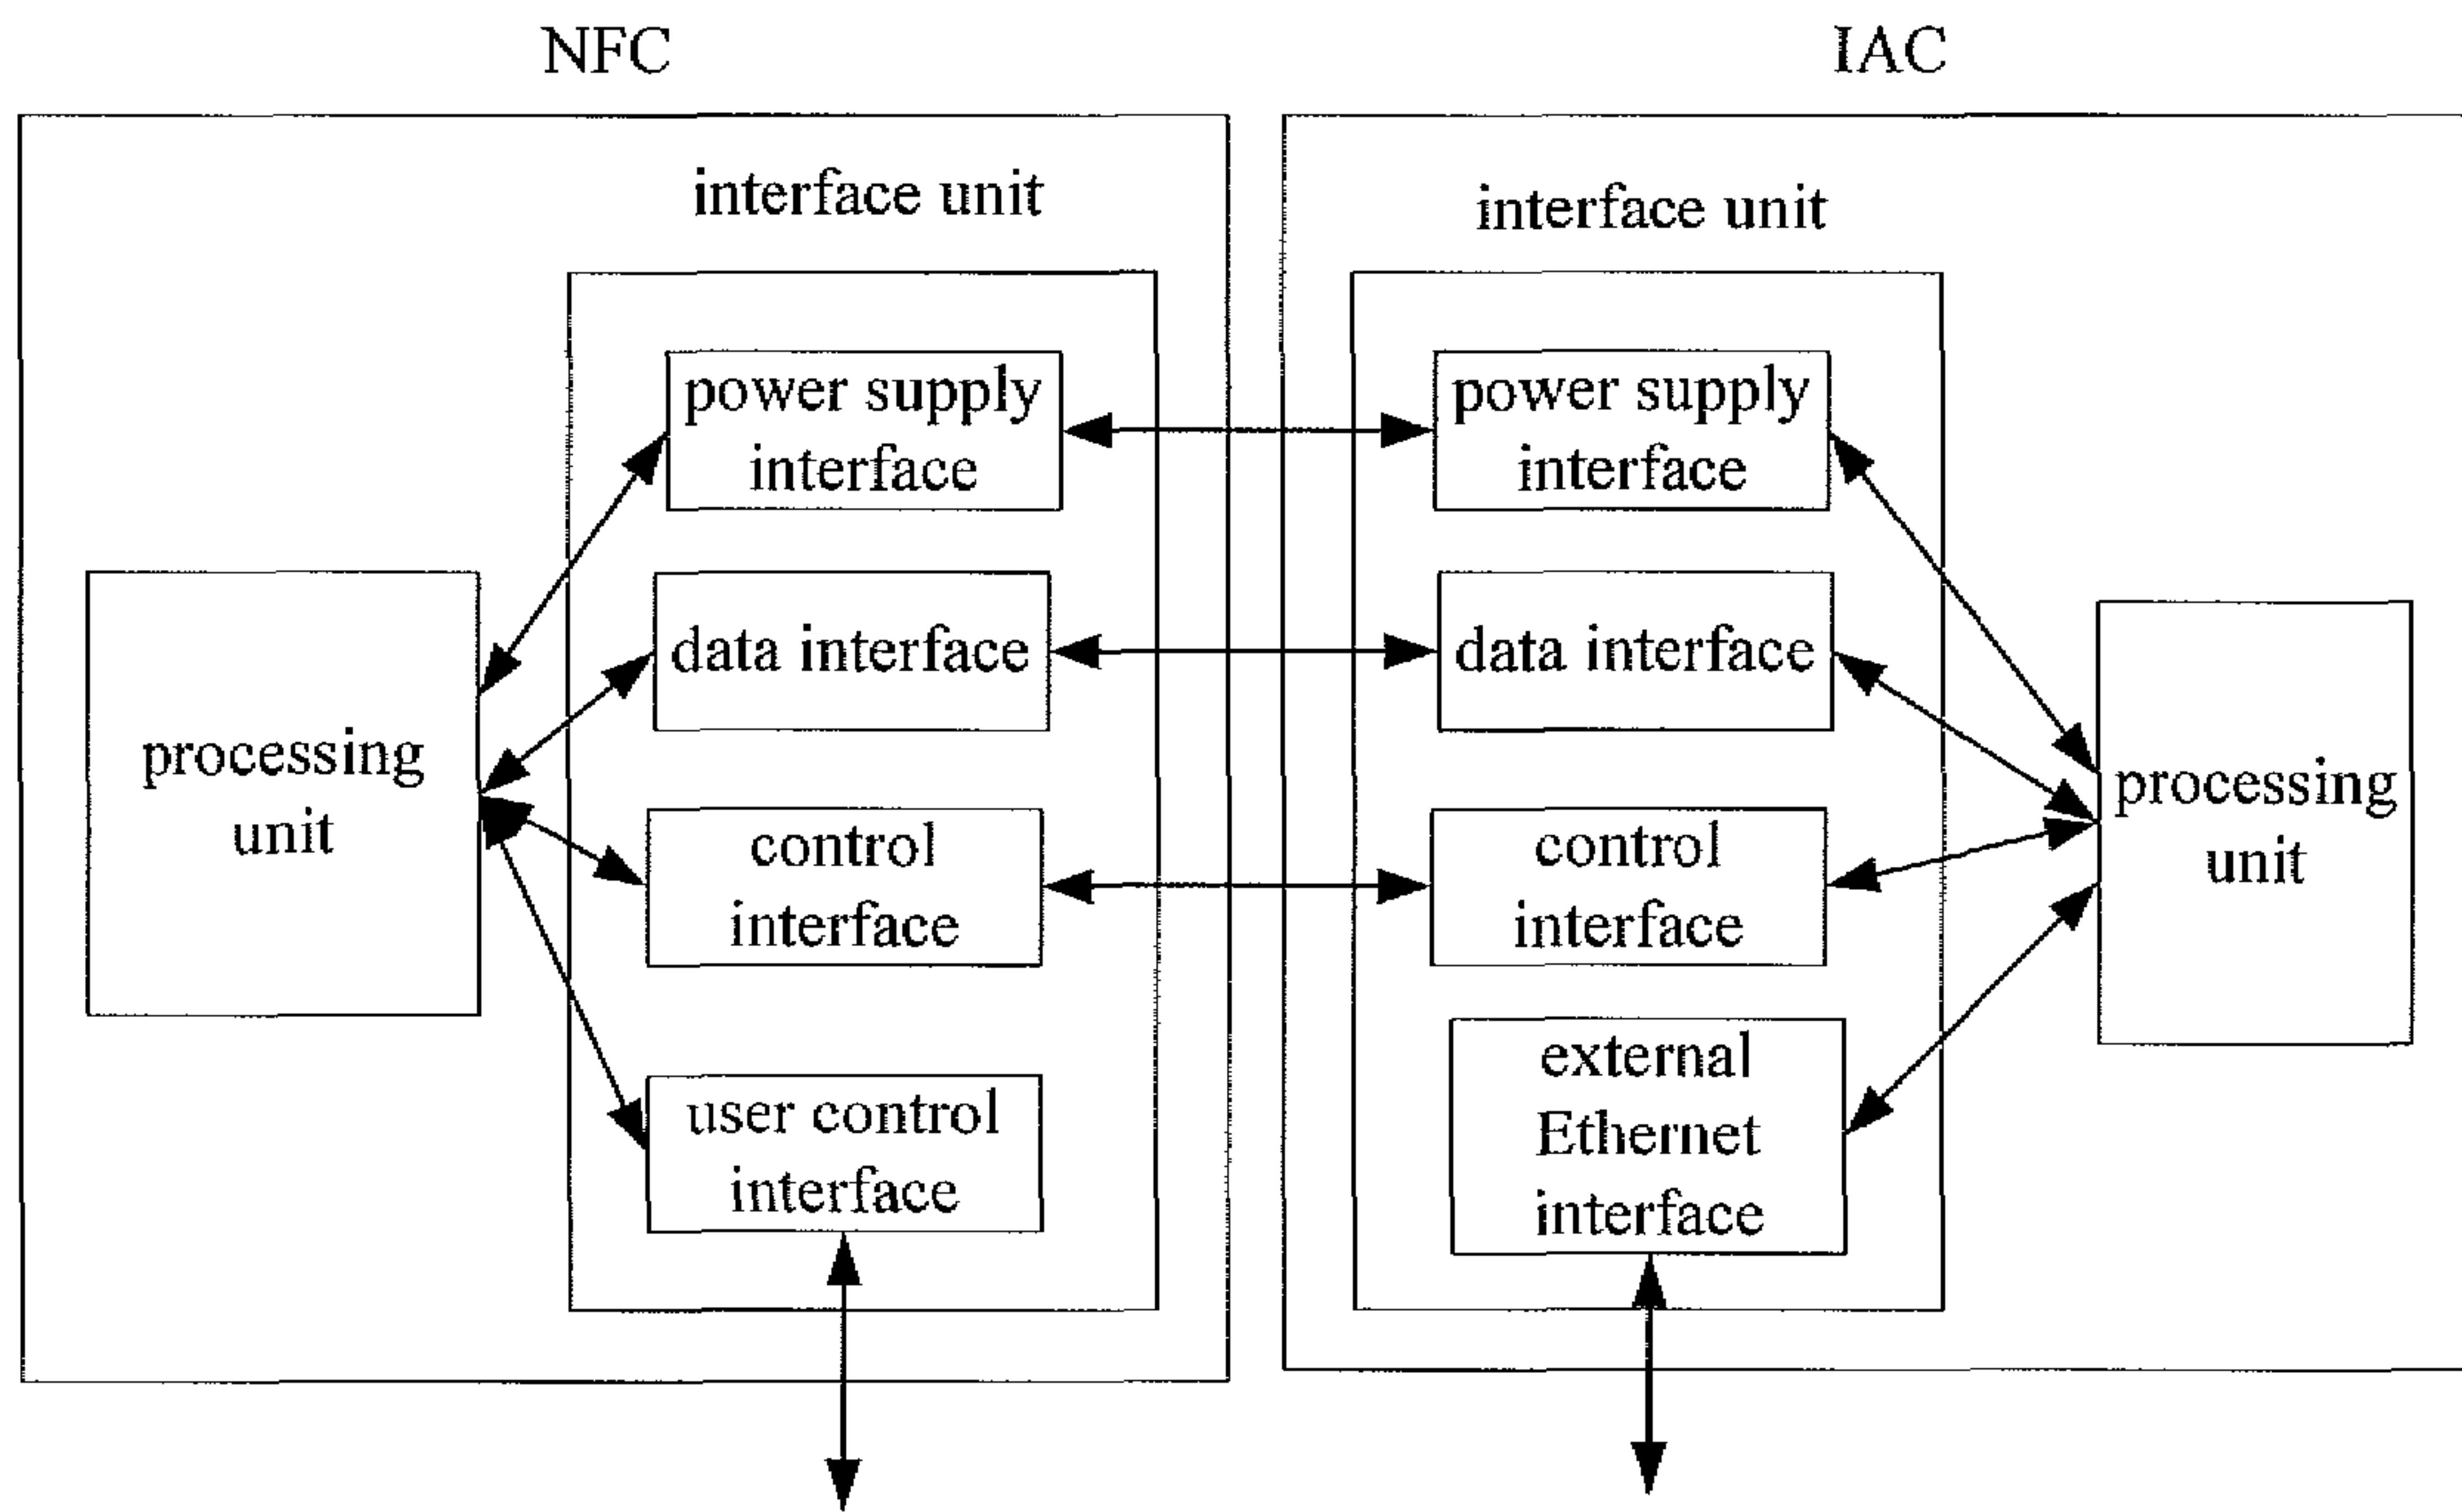 NFC
IAC
interface unit
interface unit
power supply
interface
power supply
interface
data interface
data interface
processing
unit
processing
unit
control
interface
control
interface
user control
interface
external
Ethernet
interface